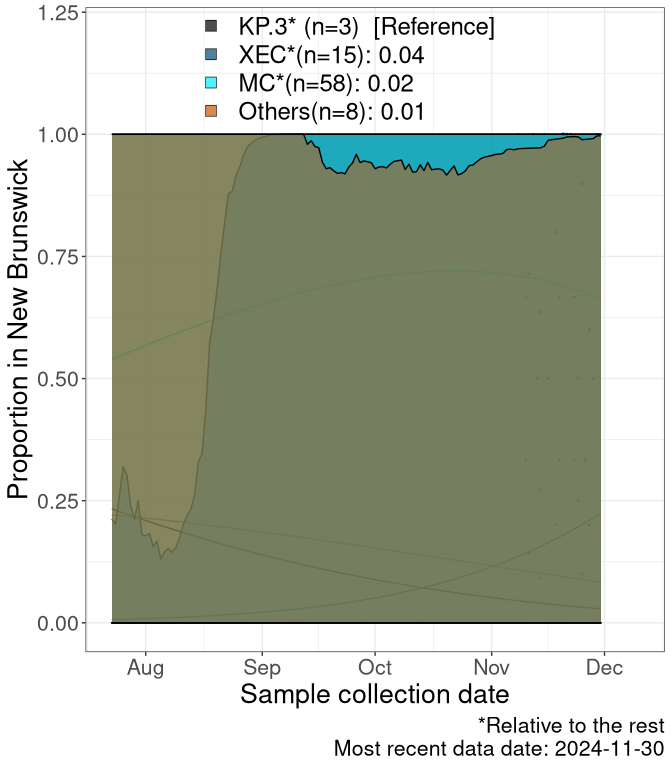 KP.3* (n=3)  [Reference]
XEC*(n=15): 0.04
MC*(n=58): 0.02
Others(n=8): 0.01
1.25
1.00
0.75
0.50
0.25
0.00
Proportion in New Brunswick
Aug Sep Oct Nov Dec
Sample collection date
*Relative to the rest
Most recent data date: 2024-11-30